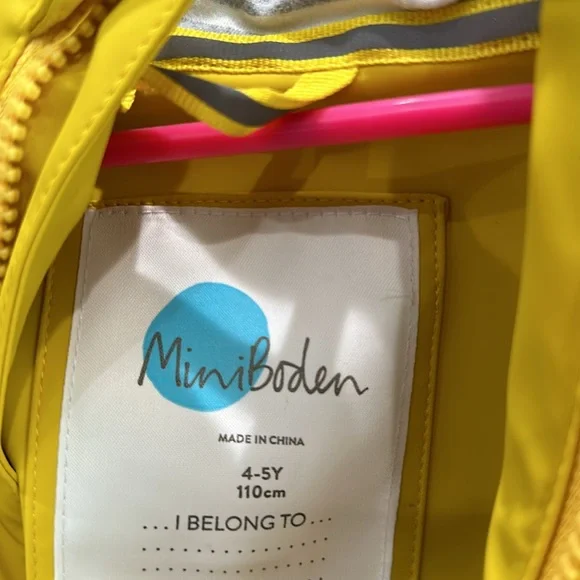 MiniBoden
MADE IN CHINA
4-5Y
110cm
...I BELONG TO...